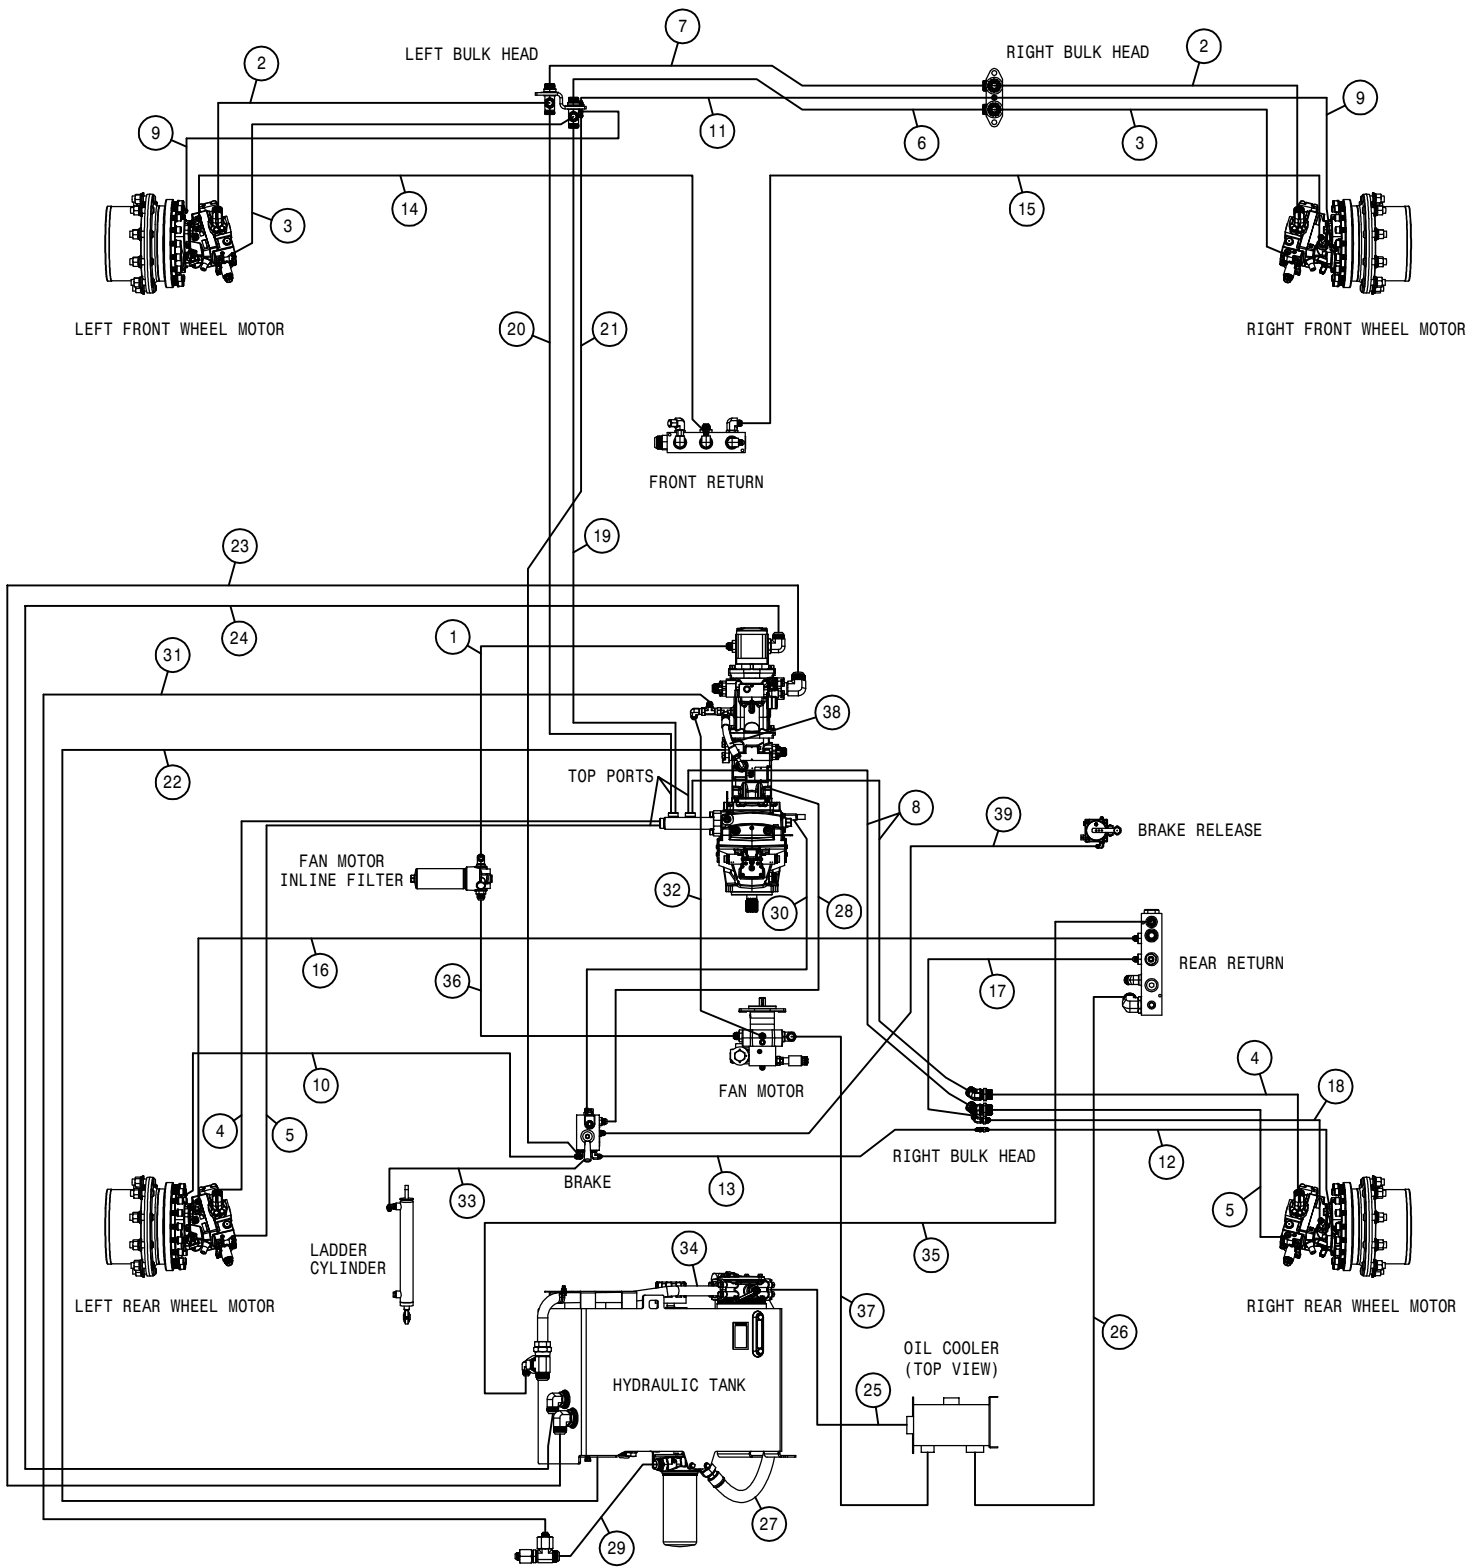 7
LEFT BULK HEAD
RIGHT BULK HEAD
2
2
9
9
11
6
3
14
15
3
LEFT FRONT WHEEL MOTOR
20
21
RIGHT FRONT WHEEL MOTOR
FRONT RETURN
23
19
24
1
31
38
22
TOP PORTS
8
39
BRAKE RELEASE
FAN MOTOR
INLINE FILTER
32
30
28
16
36
17
REAR RETURN
10
FAN MOTOR
4
18
4
5
RIGHT BULK HEAD
12
33
BRAKE
13
5
LADDER
CYLINDER
34
35
LEFT REAR WHEEL MOTOR
37
RIGHT REAR WHEEL MOTOR
26
OIL COOLER
(TOP VIEW)
HYDRAULIC TANK
25
27
29